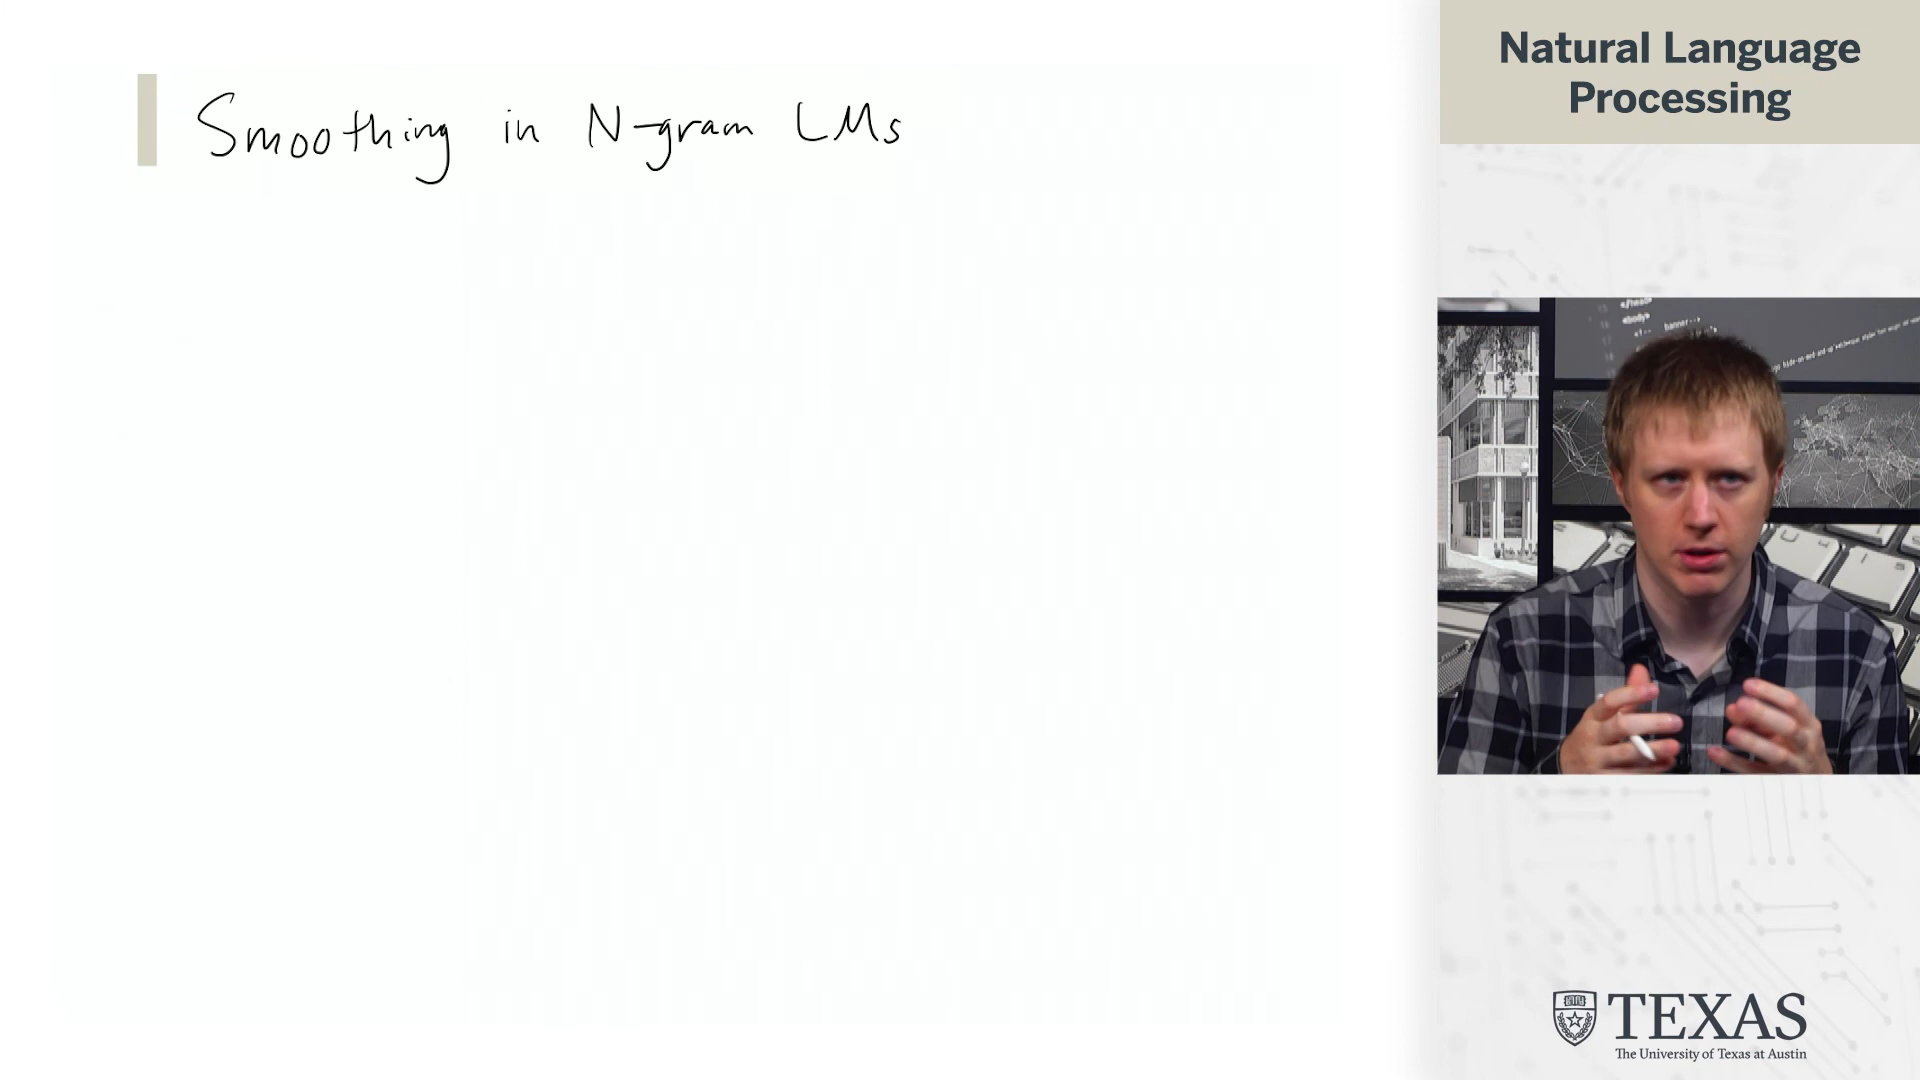 Smoothing in N-gram LMs
Natural Language
Processing
TEXAS
The University of Texas at Austin